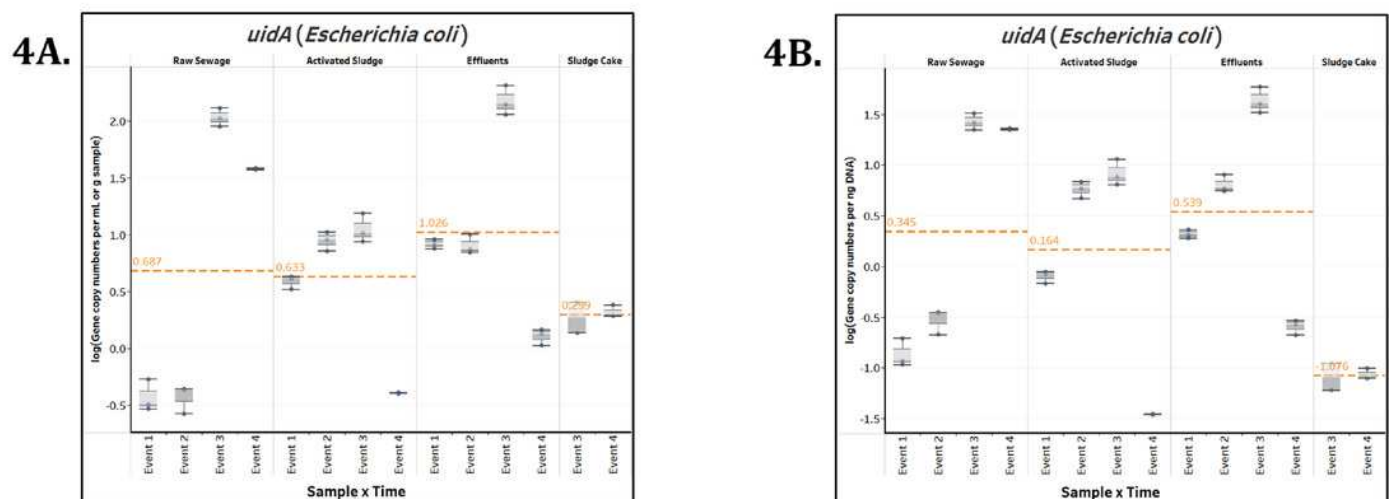 4A.
uidA (Escherichia coli)
Raw Sewage Activated Sludge Effluents Sludge Cake
log(Gene copy numbers per mL or g sample)
2.0
1.5
1.0
0.5
0.0
-0.5
0.687
0.633
1.026
0.299
Event 1 Event 2 Event 3 Event 4 Event 1 Event 2 Event 3 Event 4 Event 1 Event 2 Event 3 Event 4 Event 3 Event 4
Sample x Time
4B.
uidA (Escherichia coli)
Raw Sewage Activated Sludge Effluents Sludge Cake
log(Gene copy numbers per ng DNA)
1.5
1.0
0.5
0.0
-0.5
-1.0
-1.5
0.345
0.164
0.539
-1.076
Event 1 Event 2 Event 3 Event 4 Event 1 Event 2 Event 3 Event 4 Event 1 Event 2 Event 3 Event 4 Event 3 Event 4
Sample x Time